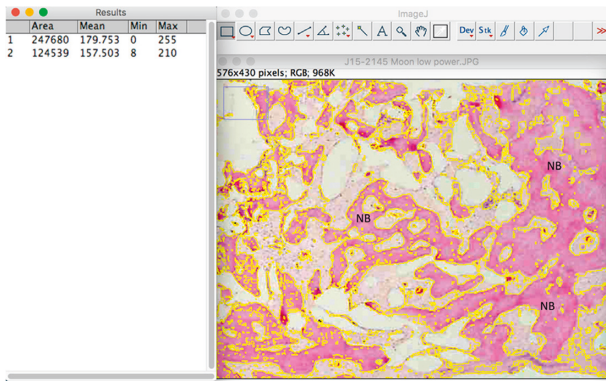 Results
Area Mean Min Max
1 247680 179.753 0 255
2 124539 157.503 8 210
ImageJ
A Dev Stk
J15-2145 Moon low power.JPG
576x430 pixels; RGB; 968K
NB
NB
NB